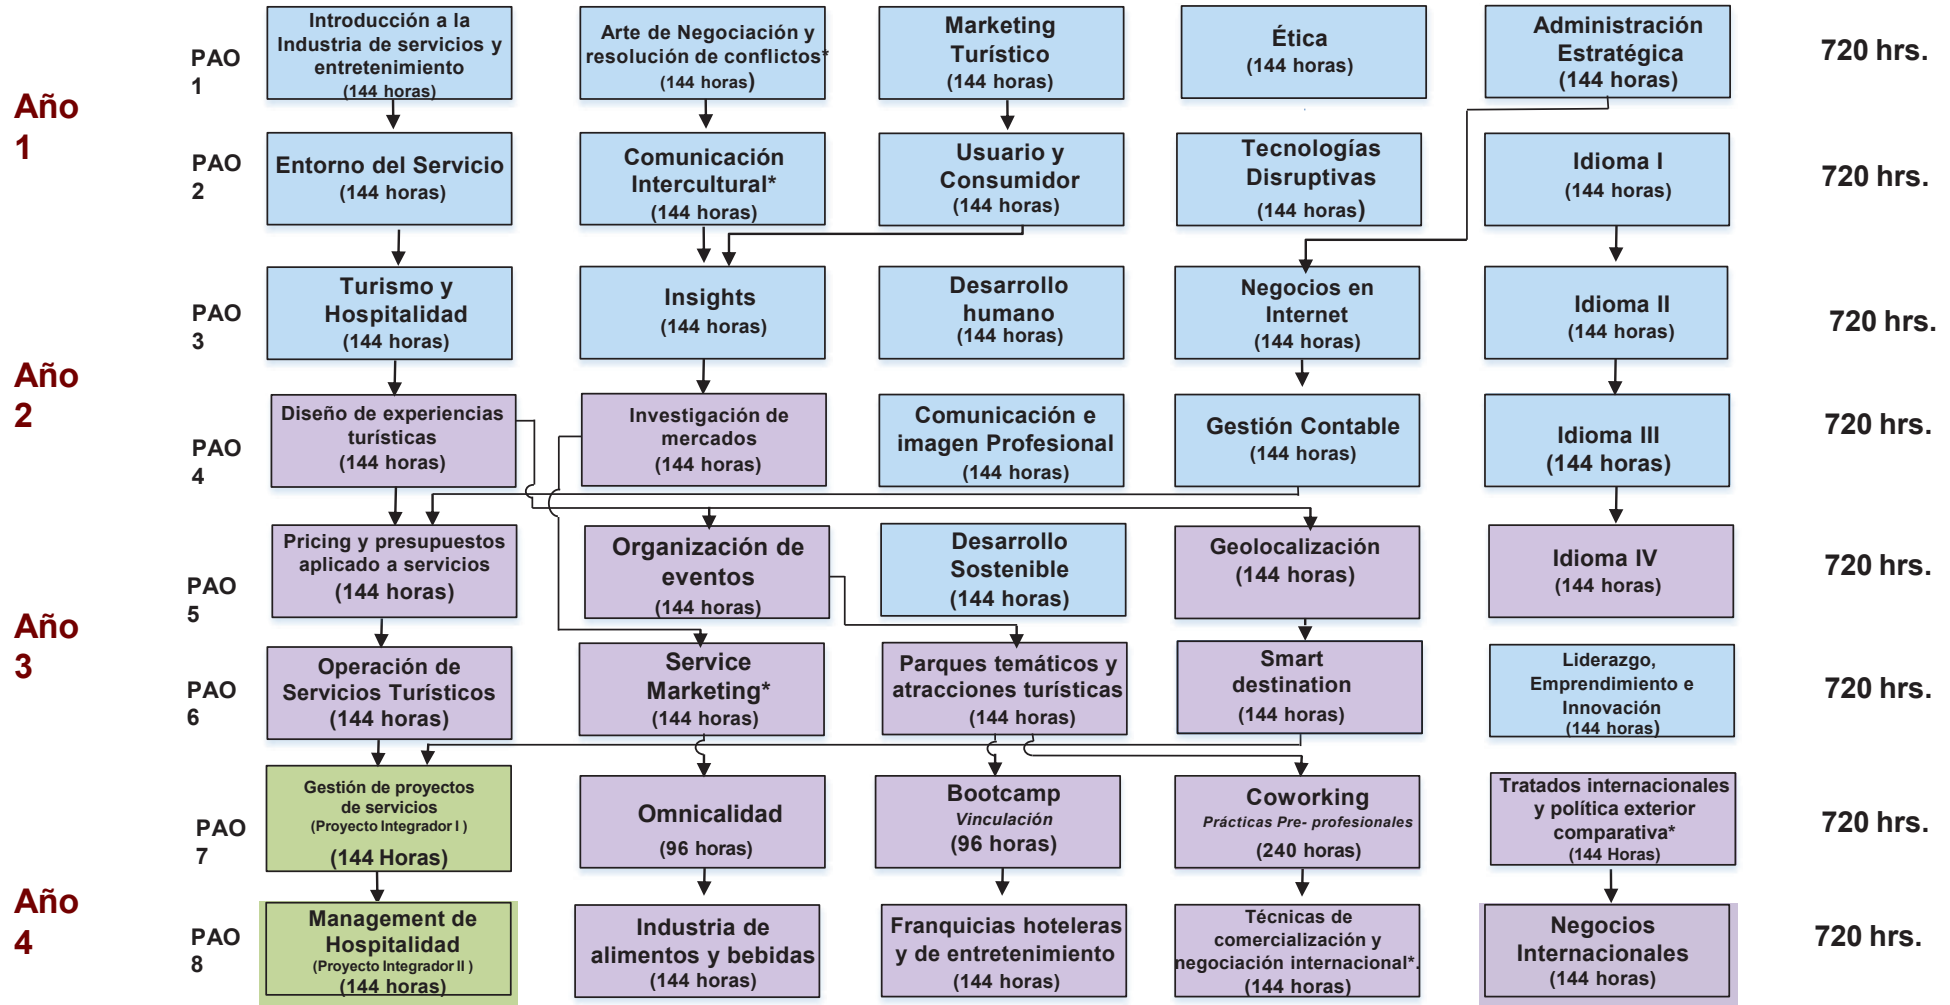 Año
1
PAO
1
Introducción a la
Industria de servicios y
entretenimiento
(144 horas)
Arte de Negociación y
resolución de conflictos*
(144 horas)
Marketing
Turístico
(144 horas)
Ética
(144 horas)
Administración
Estratégica
(144 horas)
720 hrs.
PAO
2
Entorno del Servicio
(144 horas)
Comunicación
Intercultural*
(144 horas)
Usuario y
Consumidor
(144 horas)
Tecnologías
Disruptivas
(144 horas)
Idioma I
(144 horas)
720 hrs.
Año
2
PAO
3
Turismo y
Hospitalidad
(144 horas)
Insights
(144 horas)
Desarrollo
humano
(144 horas)
Negocios en
Internet
(144 horas)
Idioma II
(144 horas)
720 hrs.
PAO
4
Diseño de experiencias
turísticas
(144 horas)
Investigación de
mercados
(144 horas)
Comunicación e
imagen Profesional
(144 horas)
Gestión Contable
(144 horas)
Idioma III
(144 horas)
720 hrs.
Año
3
PAO
5
Pricing y presupuestos
aplicado a servicios
(144 horas)
Organización de
eventos
(144 horas)
Desarrollo
Sostenible
(144 horas)
Geolocalización
(144 horas)
Idioma IV
(144 horas)
720 hrs.
PAO
6
Operación de
Servicios Turísticos
(144 horas)
Service
Marketing*
(144 horas)
Parques temáticos y
atracciones turísticas
(144 horas)
Smart
destination
(144 horas)
Liderazgo,
Emprendimiento e
Innovación
(144 horas)
720 hrs.
Año
4
PAO
7
Gestión de proyectos
de servicios
(Proyecto Integrador I )
(144 Horas)
Omnicalidad
(96 horas)
Bootcamp
Vinculación
(96 horas)
Coworking
Prácticas Pre- profesionales
(240 horas)
Tratados internacionales
y política exterior
comparativa*
(144 Horas)
720 hrs.
PAO
8
Management de
Hospitalidad
(Proyecto Integrador II )
(144 horas)
Industria de
alimentos y bebidas
(144 horas)
Franquicias hoteleras
y de entretenimiento
(144 horas)
Técnicas de
comercialización y
negociación internacional*.
(144 horas)
Negocios
Internacionales
(144 horas)
720 hrs.